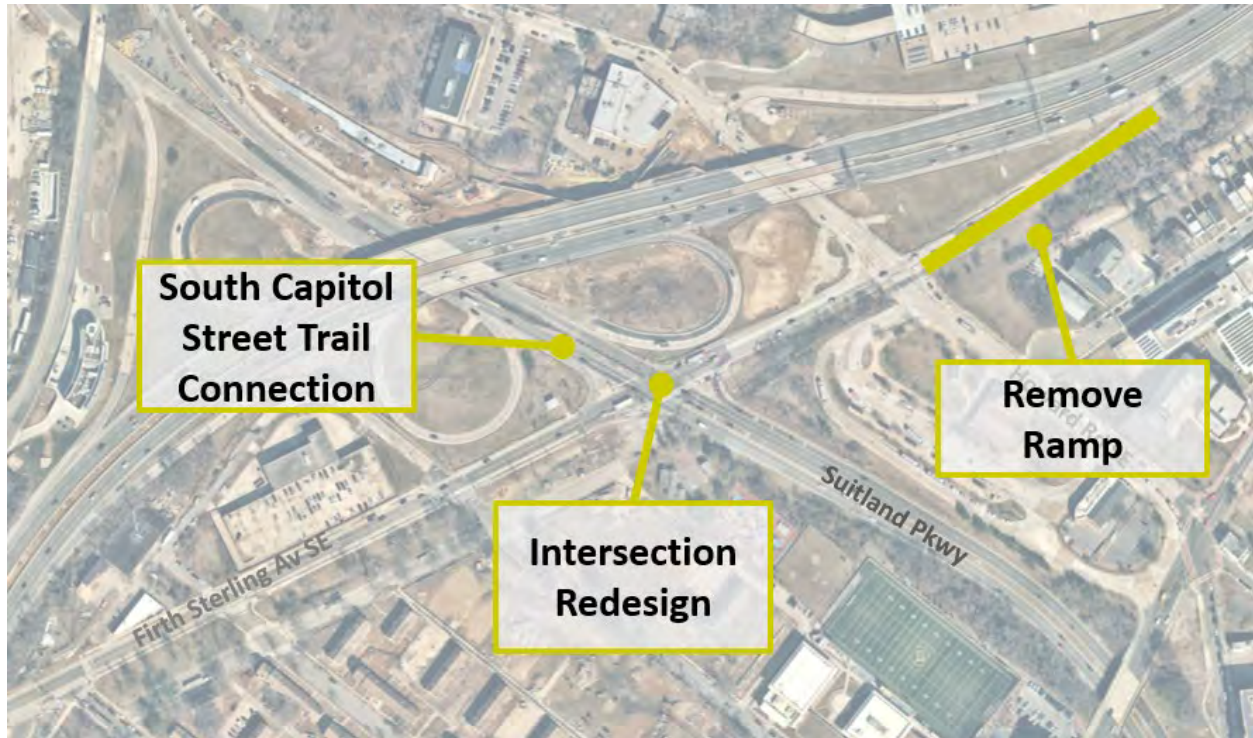 South Capitol
Street Trail
Connection
Remove
Ramp
Intersection
Redesign
Suitland Pkwy
Firth Sterling Av SE